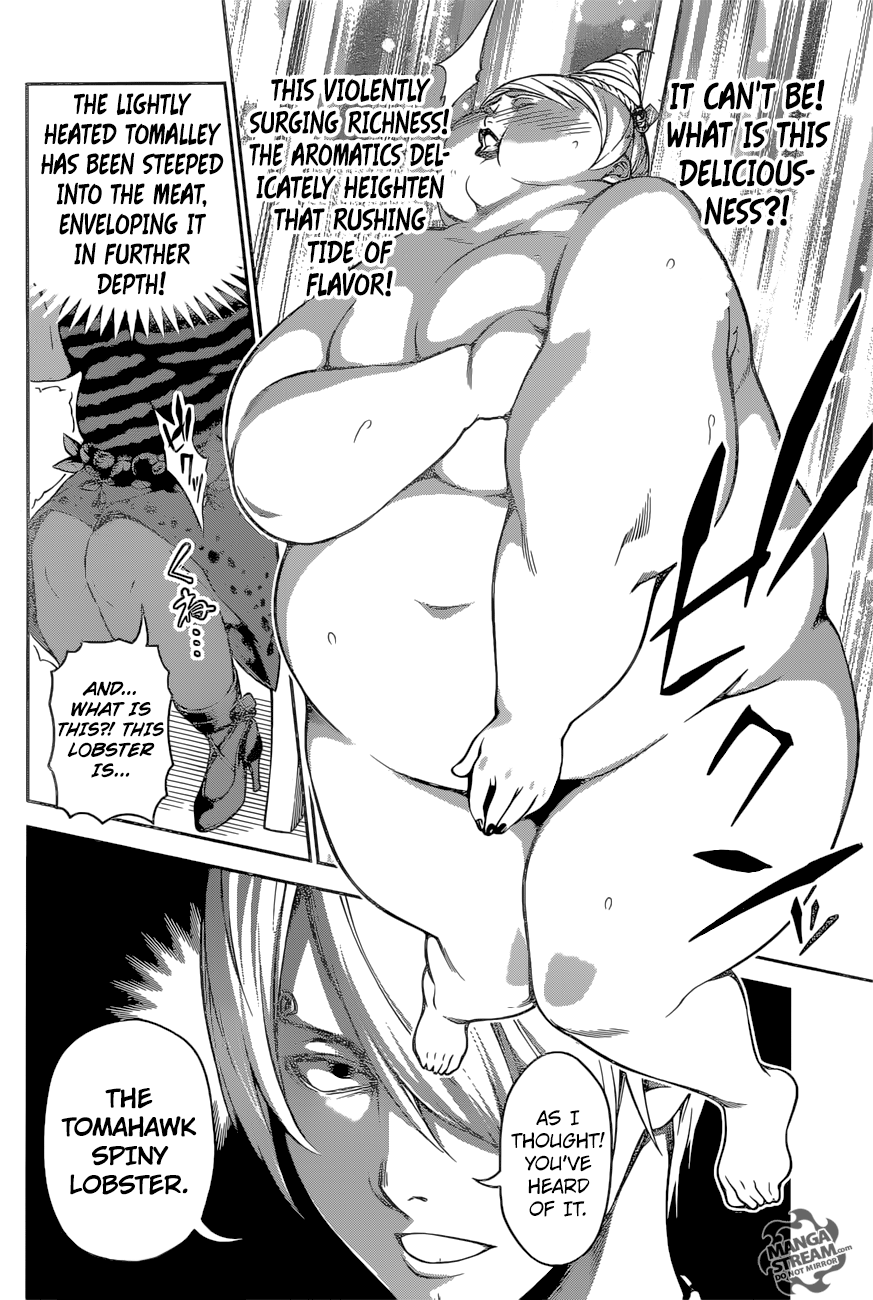 IT CAN'T BE!
WHAT IS THIS
DELICIOUS-
NESS?!
THIS VIOLENTLY
SURGING RICHNESS!
THE AROMATICS DEL-
ICATELY HEIGHTEN
THAT RUSHING
TIDE OF
FLAVOR!
THE LIGHTLY
HEATED TOMALLEY
HAS BEEN STEEPED
INTO THE MEAT,
ENVELOPING IT
IN FURTHER
DEPTH!
ビクッ
くね…
AND...
WHAT IS
THIS?! THIS
LOBSTER
IS...
AS I
THOUGHT!
YOU'VE
HEARD
OF IT.
THE
TOMAHAWK
SPINY
LOBSTER.
MANGA
STREAM.com
DO NOT MIRROR!